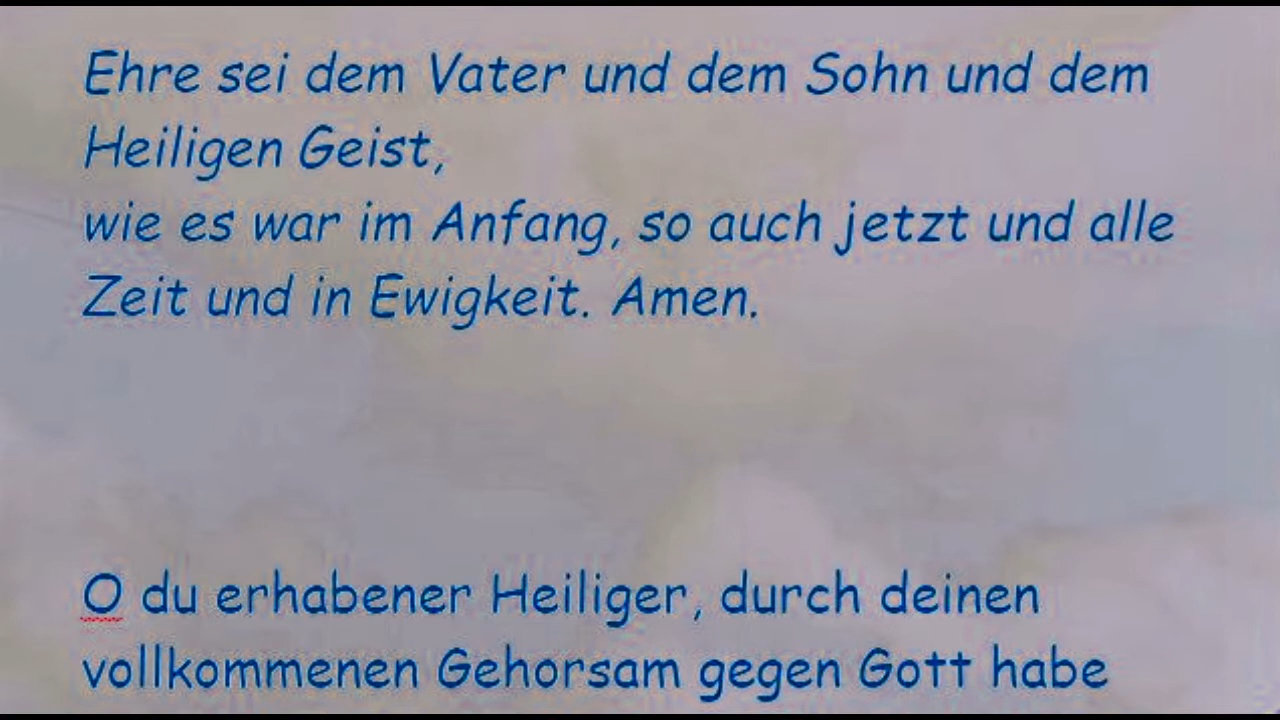 Ehre sei dem Vater und dem Sohn und dem
Heiligen Geist,
wie es war im Anfang, so auch jetzt und alle
Zeit und in Ewigkeit. Amen.
O du erhabener Heiliger, durch deinen
vollkommenen Gehorsam gegen Gott habe